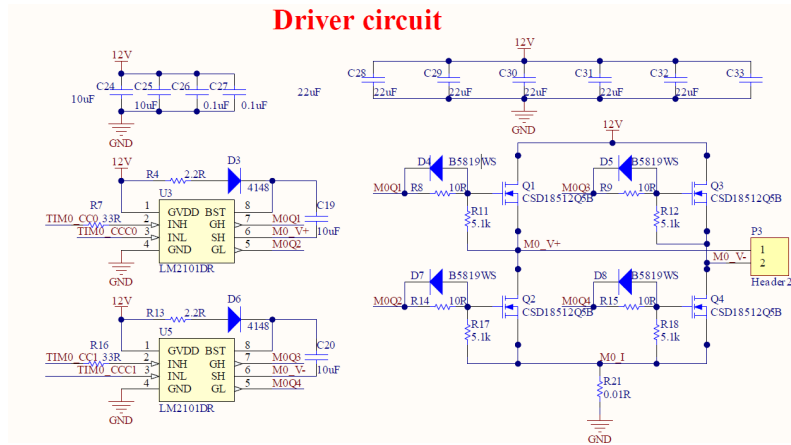 Driver circuit
12V
C24
C25
C26
C27
10uF
10uF
0.1uF
0.1uF
GND
12V
C28
C29
C30
C31
C32
C33
22uF
22uF
22uF
22uF
22uF
22uF
GND
12V
R4
2.2R
D3
4148
U3
R7
33R
C19
10uF
TIM0_CC0
TIM0_CCC0
1
2
3
4
GVDD
INH
INL
GND
BST
GH
SH
GL
8
7
6
5
M0Q1
M0_V+
M0Q2
LM2101DR
GND
12V
R13
2.2R
D6
4148
U5
R16
33R
C20
10uF
TIM0_CC1
TIM0_CCC1
1
2
3
4
GVDD
INH
INL
GND
BST
GH
SH
GL
8
7
6
5
M0Q3
M0_V-
M0Q4
LM2101DR
GND
12V
D4
B5819WS
M0Q1
R8
10R
Q1
CSD18512Q5B
R11
5.1k
D5
B5819WS
M0Q3
R9
10R
Q3
CSD18512Q5B
R12
5.1k
M0_V+
M0_V-
P3
1
2
Header2
D7
B5819WS
M0Q2
R14
10R
Q2
CSD18512Q5B
R17
5.1k
D8
B5819WS
M0Q4
R15
10R
Q4
CSD18512Q5B
R18
5.1k
M0_I
R21
0.01R
GND